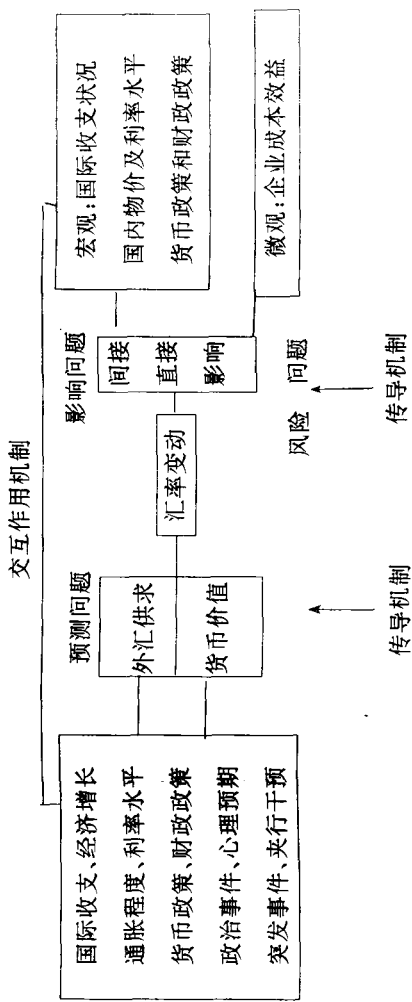 交互作用机制
国际收支、经济增长
通胀程度、利率水平
货币政策、财政政策
政治事件、心理预期
突发事件、夹行干预
预测问题
外汇供求
货币价值
传导机制
汇率变动
影响问题
间接
直接
影响
风险 问题
传导机制
宏观:国际收支状况
国内物价及利率水平
货币政策和财政政策
微观:企业成本效益